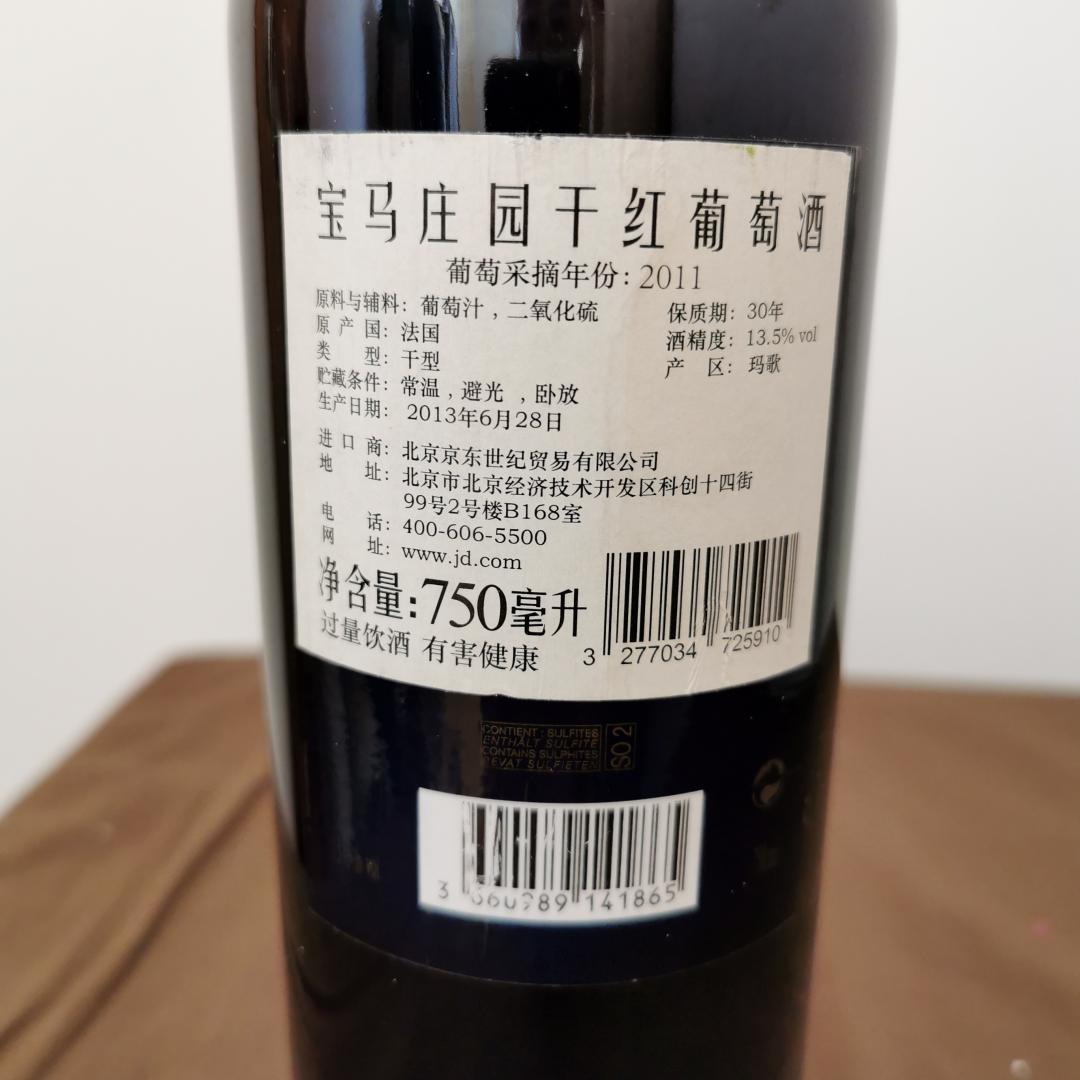 宝马庄园干红葡萄酒
葡萄采摘年份: 2011
原料与辅料: 葡萄汁 , 二氧化硫
保质期: 30年
原产国: 法国
酒精度: 13.5% vol
类型: 干型
产区: 玛歌
贮藏条件: 常温 , 避光 , 卧放
生产日期: 2013年6月28日
进口商: 北京京东世纪贸易有限公司
地址: 北京市北京经济技术开发区科创十四街
99号2号楼B168室
电话: 400-606-5500
网址: www.jd.com
净含量:750毫升
过量饮酒 有害健康
3 277034 725910
CONTIENT : SULFITES
ENTHÄLT SULFITE
CONTAINS SULPHITES
BEVAT SULFIETEN
SO 2
3 141865